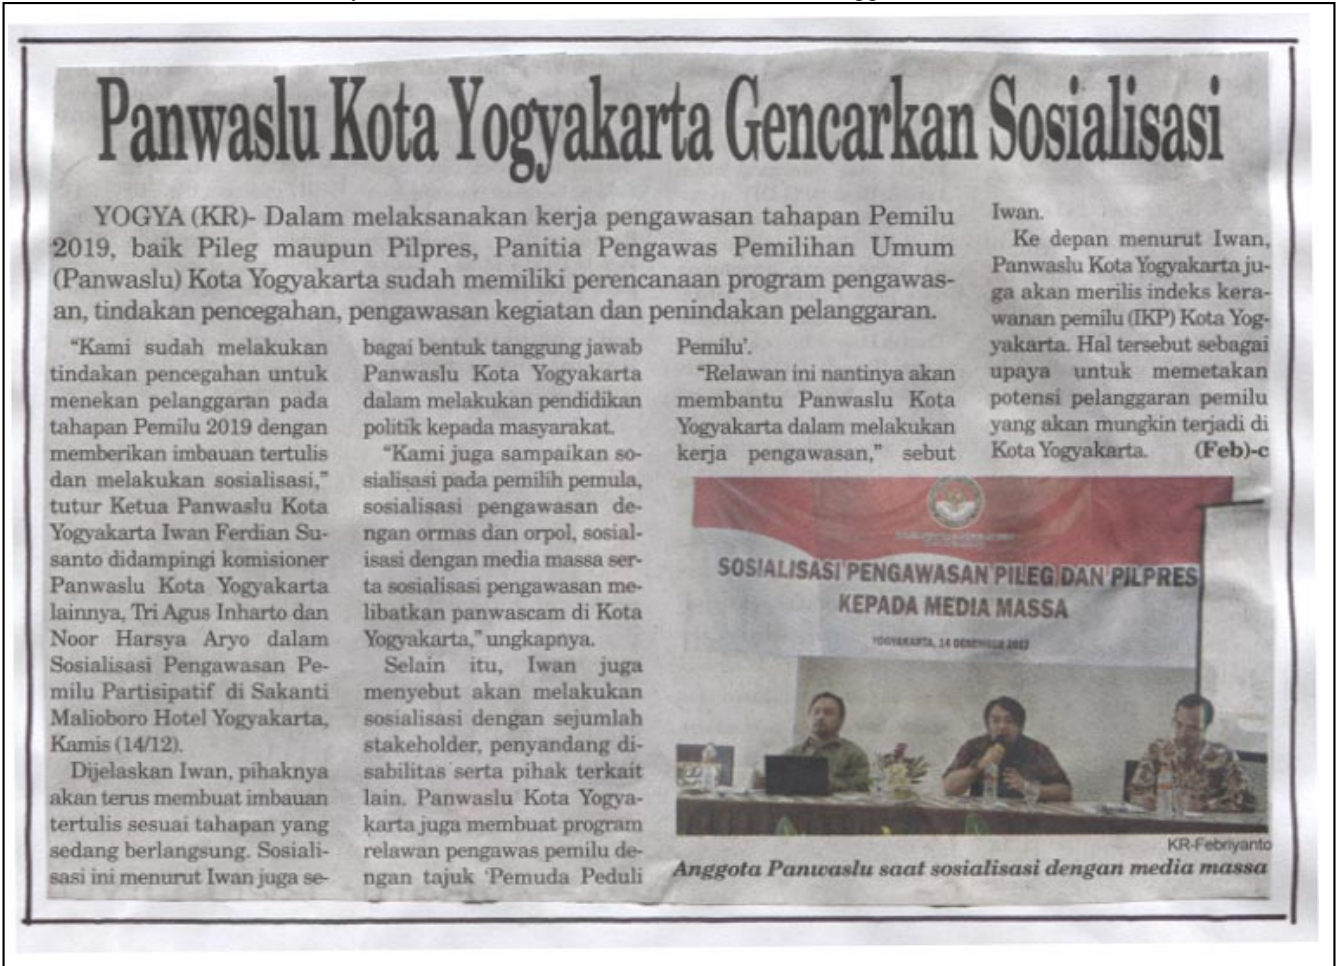 Panwaslu Kota Yogyakarta Gencarkan Sosialisasi
YOGYA (KR)- Dalam melaksanakan kerja pengawasan tahapan Pemilu
2019, baik Pileg maupun Pilpres, Panitia Pengawas Pemilihan Umum
(Panwaslu) Kota Yogyakarta sudah memiliki perencanaan program pengawas-
an, tindakan pencegahan, pengawasan kegiatan dan penindakan pelanggaran.
“Kami sudah melakukan
tindakan pencegahan untuk
menekan pelanggaran pada
tahapan Pemilu 2019 dengan
memberikan imbauan tertulis
dan melakukan sosialisasi,”
tutur Ketua Panwaslu Kota
Yogyakarta Iwan Ferdian Su-
santo didampingi komisioner
Panwaslu Kota Yogyakarta
lainnya, Tri Agus Inharto dan
Noor Harsya Aryo dalam
Sosialisasi Pengawasan Pe-
milu Partisipatif di Sakanti
Malioboro Hotel Yogyakarta,
Kamis (14/12).
Dijelaskan Iwan, pihaknya
akan terus membuat imbauan
tertulis sesuai tahapan yang
sedang berlangsung. Sosiali-
sasi ini menurut Iwan juga se-
bagai bentuk tanggung jawab
Panwaslu Kota Yogyakarta
dalam melakukan pendidikan
politik kepada masyarakat.
“Kami juga sampaikan so-
sialisasi pada pemilih pemula,
sosialisasi pengawasan de-
ngan ormas dan orpol, sosial-
isasi dengan media massa ser-
ta sosialisasi pengawasan me-
libatkan panwascam di Kota
Yogyakarta,” ungkapnya.
Selain itu, Iwan juga
menyebut akan melakukan
sosialisasi dengan sejumlah
stakeholder, penyandang di-
sabilitas serta pihak terkait
lain. Panwaslu Kota Yogya-
karta juga membuat program
relawan pengawas pemilu de-
ngan tajuk ‘Pemuda Peduli
Pemilu’.
“Relawan ini nantinya akan
membantu Panwaslu Kota
Yogyakarta dalam melakukan
kerja pengawasan,” sebut
Iwan.
Ke depan menurut Iwan,
Panwaslu Kota Yogyakarta ju-
ga akan merilis indeks kera-
wanan pemilu (IKP) Kota Yog-
yakarta. Hal tersebut sebagai
upaya untuk memetakan
potensi pelanggaran pemilu
yang akan mungkin terjadi di
Kota Yogyakarta. (Feb)-c
SOSIALISASI PENGAWASAN PILEG DAN PILPRES
KEPADA MEDIA MASSA
YOGYAKARTA, 14 DESEMBER 2017
KR-Febriyanto
Anggota Panwaslu saat sosialisasi dengan media massa